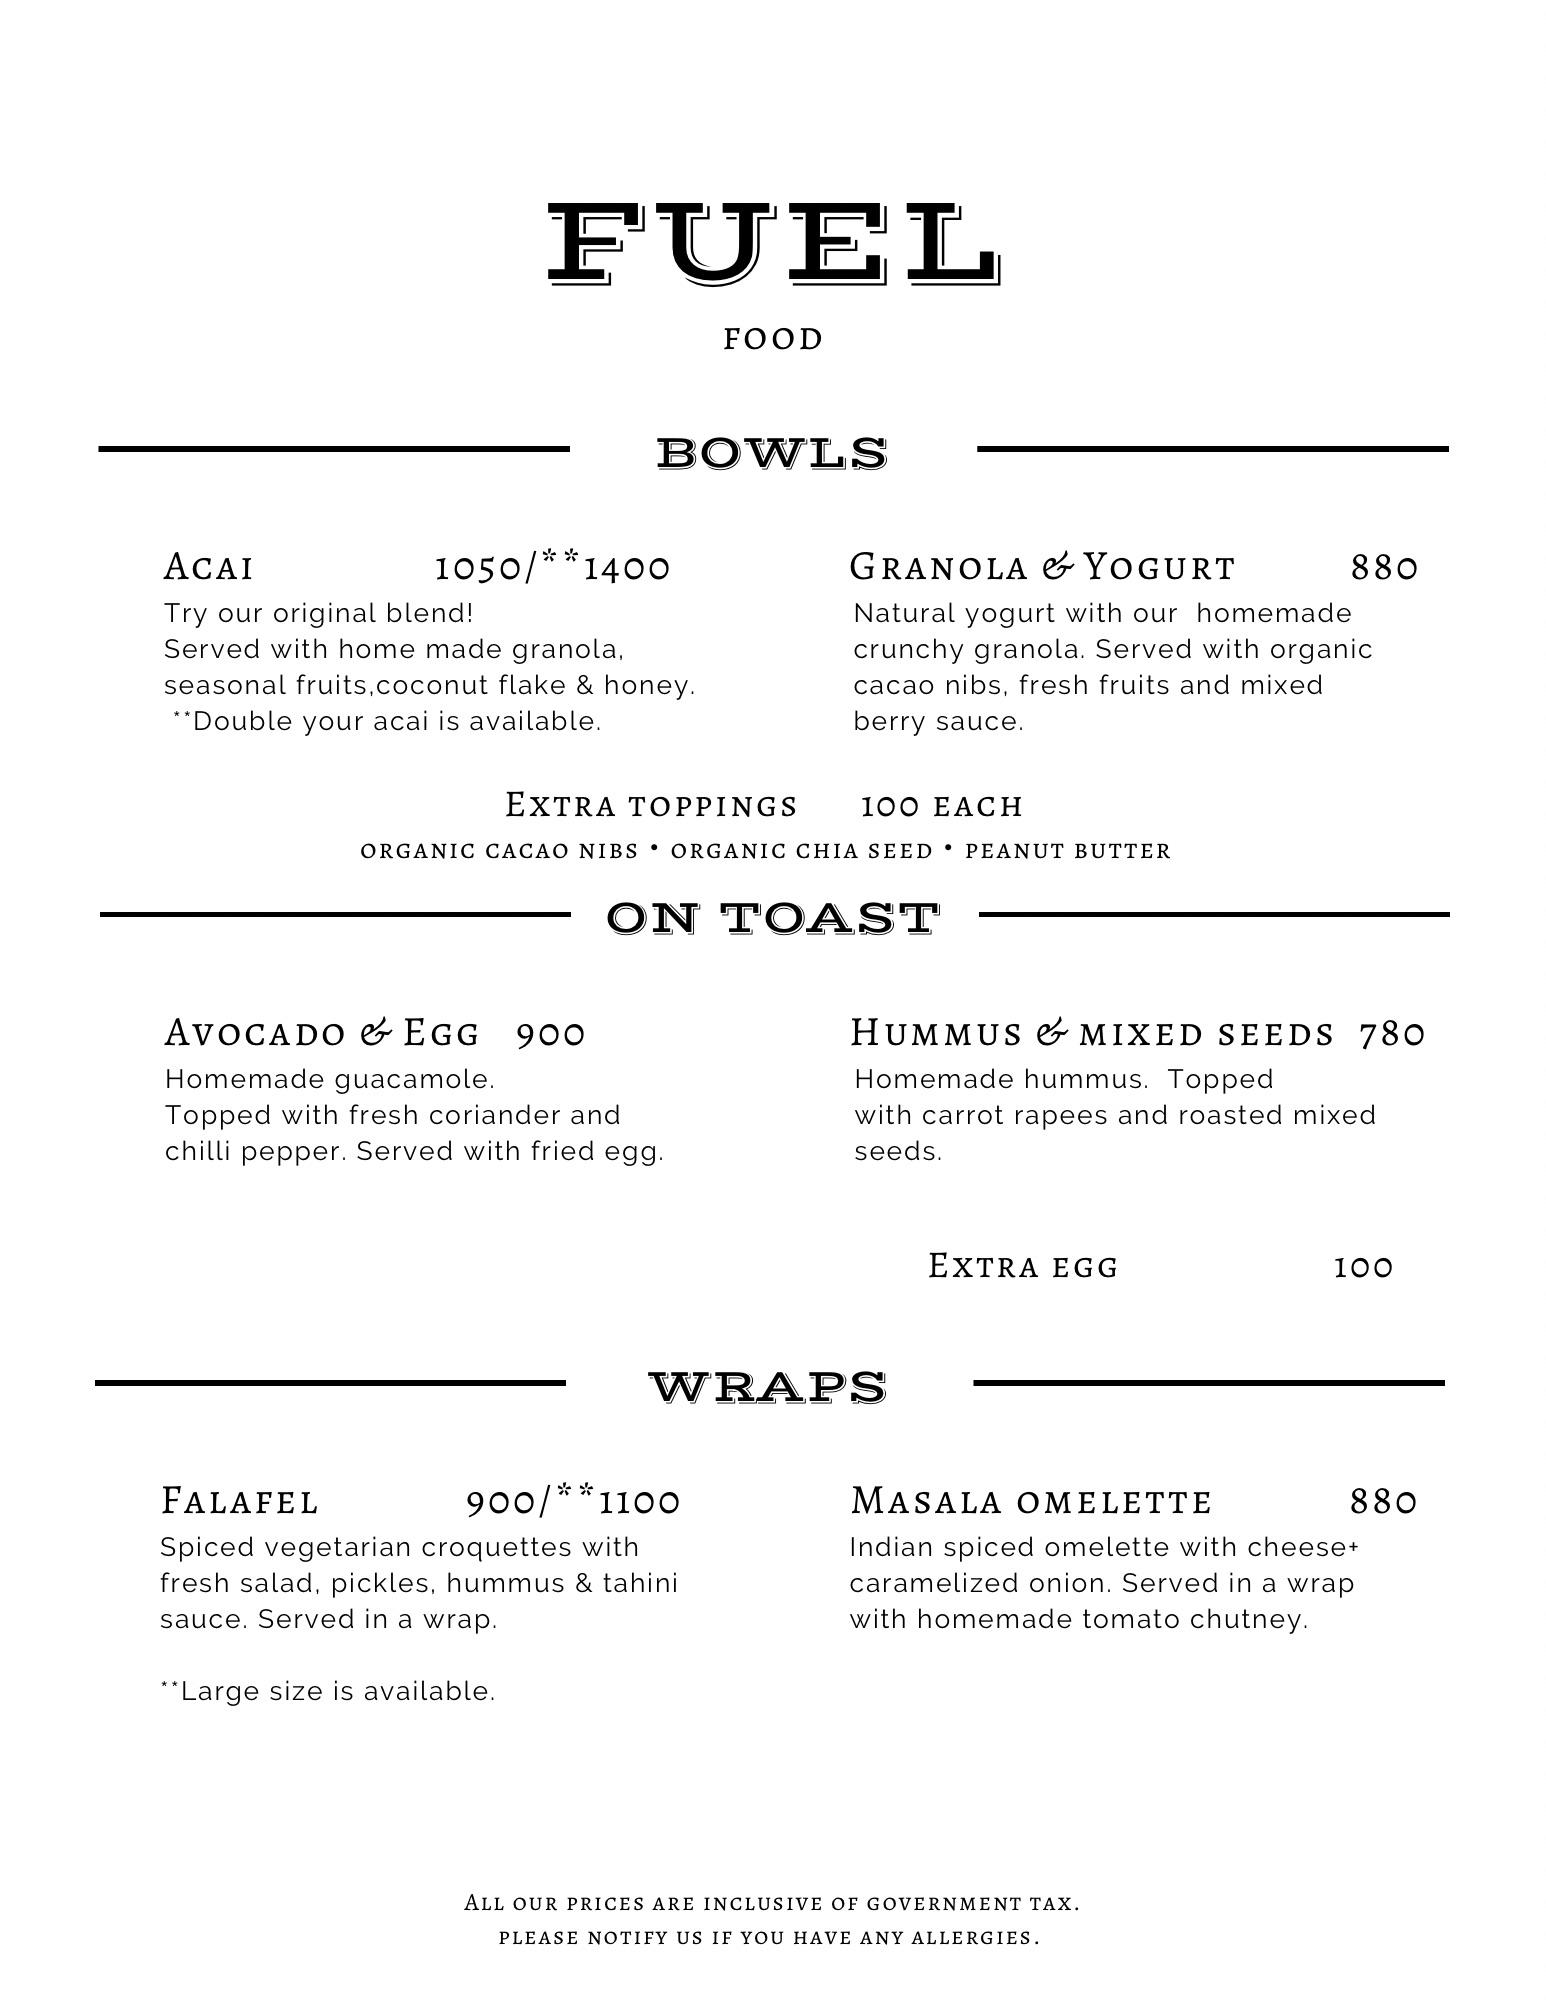 FUEL
FOOD
BOWLS
Acai 1050/**1400
Try our original blend!
Served with home made granola,
seasonal fruits,coconut flake & honey.
**Double your acai is available.
Granola & Yogurt 880
Natural yogurt with our  homemade
crunchy granola. Served with organic
cacao nibs, fresh fruits and mixed
berry sauce.
Extra toppings 100 each
organic cacao nibs • organic chia seed • peanut butter
ON TOAST
Avocado & Egg 900
Homemade guacamole.
Topped with fresh coriander and
chilli pepper. Served with fried egg.
Hummus & mixed seeds 780
Homemade hummus.  Topped
with carrot rapees and roasted mixed
seeds.
Extra egg 100
WRAPS
Falafel 900/**1100
Spiced vegetarian croquettes with
fresh salad, pickles, hummus & tahini
sauce. Served in a wrap.
**Large size is available.
Masala omelette 880
Indian spiced omelette with cheese+
caramelized onion. Served in a wrap
with homemade tomato chutney.
All our prices are inclusive of government tax.
please notify us if you have any allergies.